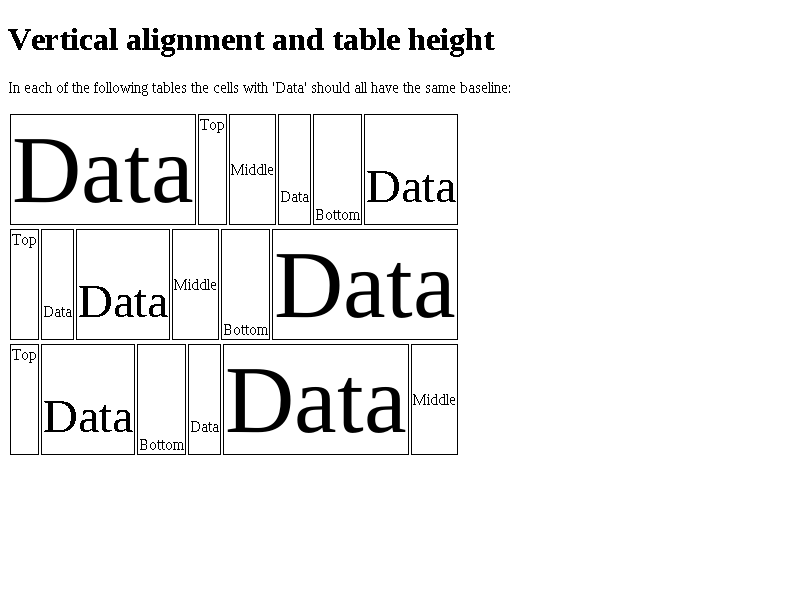 Vertical alignment and table height
In each of the following tables the cells with 'Data' should all have the same baseline:
Data Top Middle Data Bottom Data
Top Data Data Middle Bottom Data
Top Data Bottom Data Data Middle